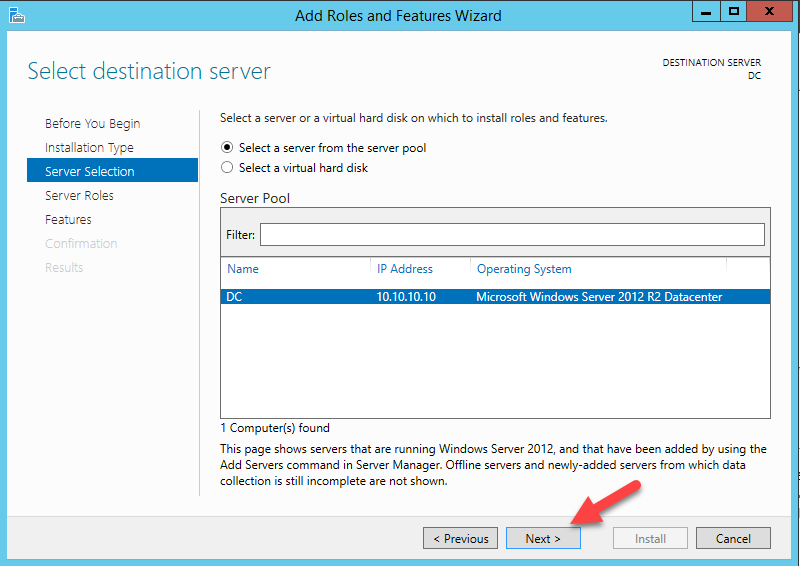 Add Roles and Features Wizard
Select destination server
DESTINATION SERVER
DC
Before You Begin
Installation Type
Server Selection
Server Roles
Features
Confirmation
Results
Select a server or a virtual hard disk on which to install roles and features.
Select a server from the server pool
Select a virtual hard disk
Server Pool
Filter:
Name IP Address Operating System
DC 10.10.10.10 Microsoft Windows Server 2012 R2 Datacenter
1 Computer(s) found
This page shows servers that are running Windows Server 2012, and that have been added by using the
Add Servers command in Server Manager. Offline servers and newly-added servers from which data
collection is still incomplete are not shown.
< Previous Next > Install Cancel